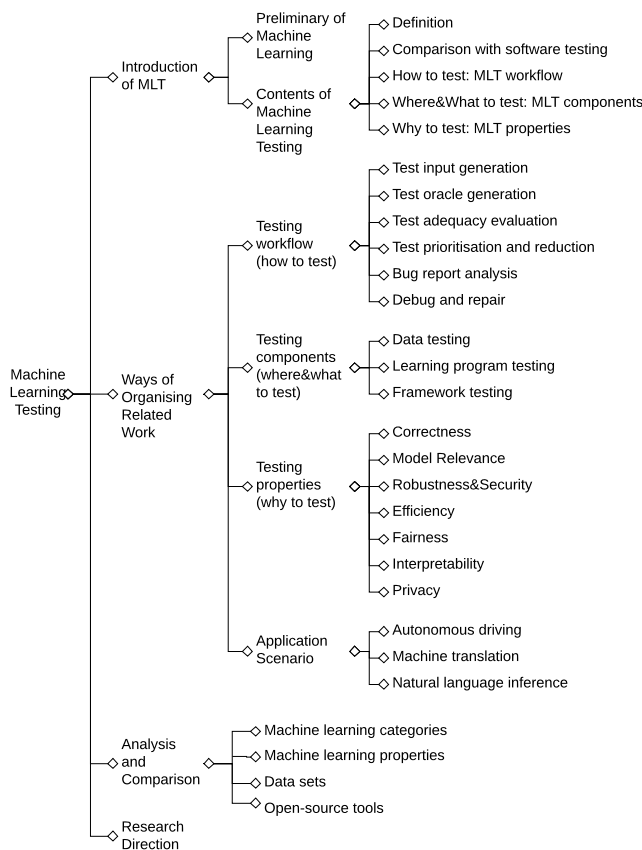 Machine
Learning
Testing
Introduction
of MLT
Preliminary of
Machine
Learning
Contents of
Machine
Learning
Testing
Definition
Comparison with software testing
How to test: MLT workflow
Where&What to test: MLT components
Why to test: MLT properties
Ways of
Organising
Related
Work
Testing
workflow
(how to test)
Test input generation
Test oracle generation
Test adequacy evaluation
Test prioritisation and reduction
Bug report analysis
Debug and repair
Testing
components
(where&what
to test)
Data testing
Learning program testing
Framework testing
Testing
properties
(why to test)
Correctness
Model Relevance
Robustness&Security
Efficiency
Fairness
Interpretability
Privacy
Application
Scenario
Autonomous driving
Machine translation
Natural language inference
Analysis
and
Comparison
Machine learning categories
Machine learning properties
Data sets
Open-source tools
Research
Direction